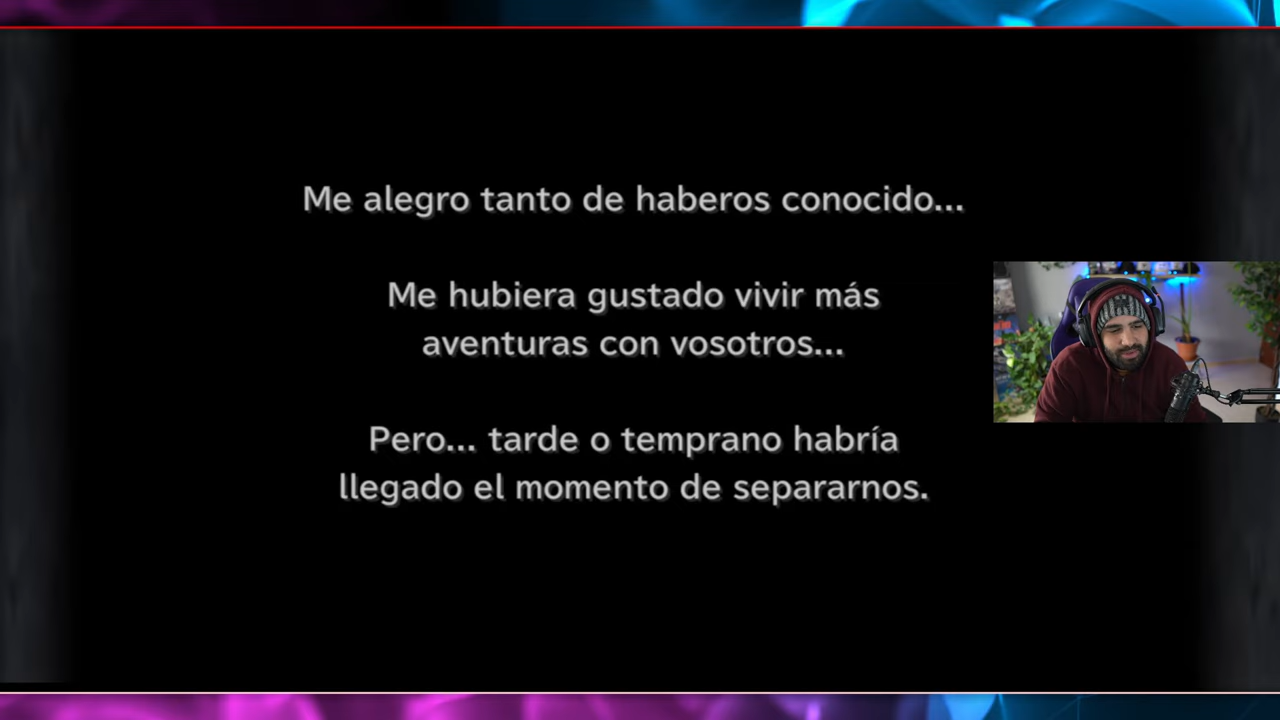 Me alegro tanto de haberos conocido...
Me hubiera gustado vivir más
aventuras con vosotros...
Pero... tarde o temprano habría
llegado el momento de separarnos.